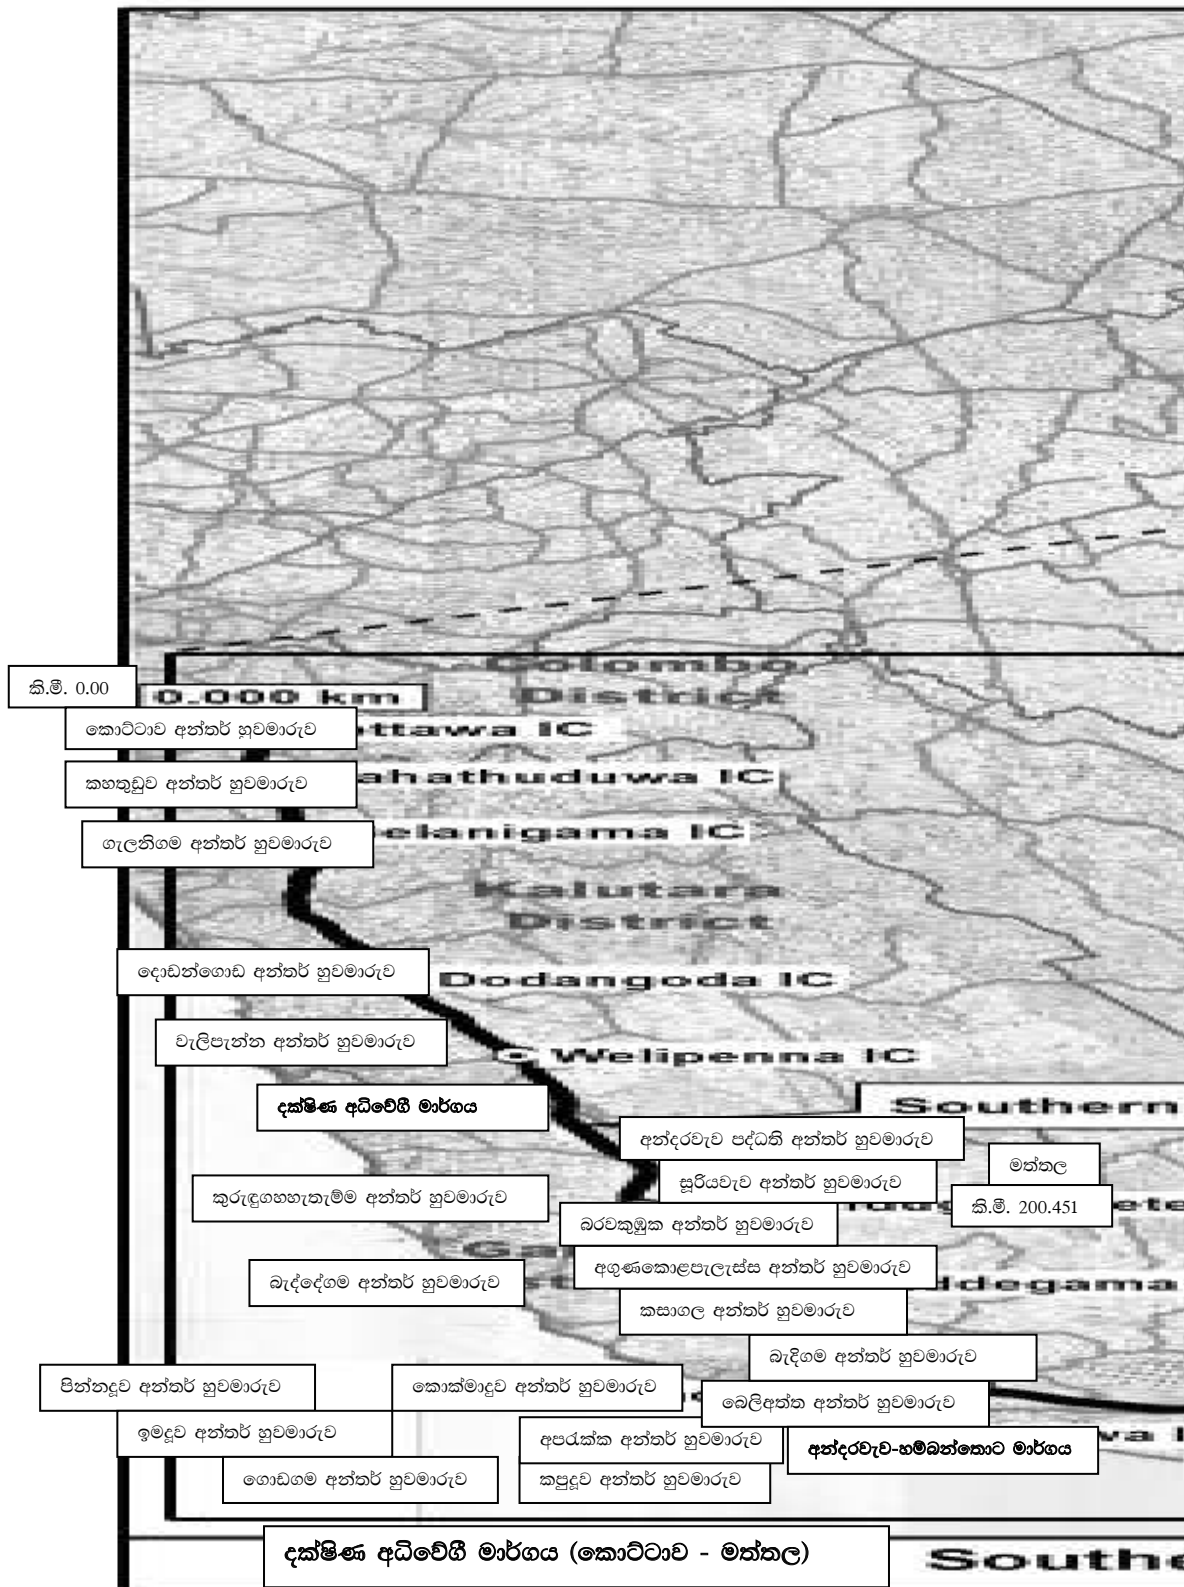 Colombo
District
කි.මී. 0.00
0.000 km
කොට්ටාව අන්තර් හුවමාරුව
ottawa IC
කහතුඩුව අන්තර් හුවමාරුව
ahathuduwa IC
ගැලනිගම අන්තර් හුවමාරුව
elanigama IC
Kalutara
District
දොඩන්ගොඩ අන්තර් හුවමාරුව
Dodangoda IC
වැලිපැන්න අන්තර් හුවමාරුව
Welipenna IC
දක්ෂිණ අධිවේගී මාර්ගය
Southern
අන්දරවැව පද්ධති අන්තර් හුවමාරුව
මත්තල
සූරියවැව අන්තර් හුවමාරුව
කුරුඳුගහහැතැම්ම අන්තර් හුවමාරුව
කි.මී. 200.451
බරවකුඹුක අන්තර් හුවමාරුව
අගුණකොළපැලැස්ස අන්තර් හුවමාරුව
බැද්දේගම අන්තර් හුවමාරුව
ddegama
කසාගල අන්තර් හුවමාරුව
බැදිගම අන්තර් හුවමාරුව
පින්නදූව අන්තර් හුවමාරුව
කොක්මාදූව අන්තර් හුවමාරුව
බෙලිඅත්ත අන්තර් හුවමාරුව
ඉමදූව අන්තර් හුවමාරුව
අපරැක්ක අන්තර් හුවමාරුව
අන්දරවැව-හම්බන්තොට මාර්ගය
ගොඩගම අන්තර් හුවමාරුව
කපුදූව අන්තර් හුවමාරුව
දක්ෂිණ අධිවේගී මාර්ගය (කොට්ටාව - මත්තල)
Southe